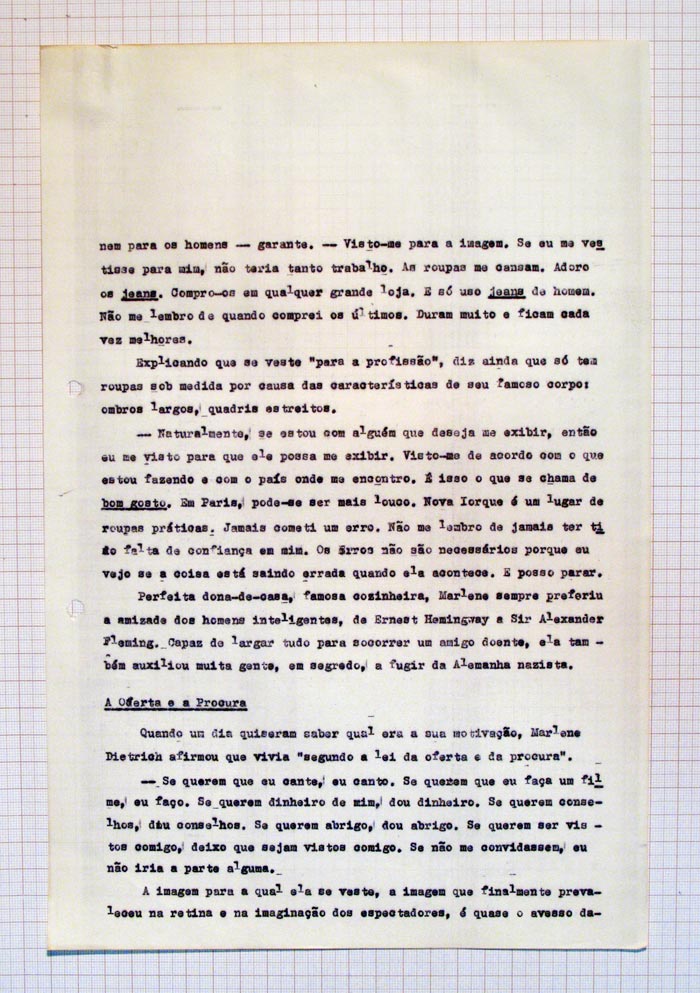 nem para os homens — garante. — Visto-me para a imagem. Se eu me ves
tisse para mim, não teria tanto trabalho. As roupas me cansam. Adoro
os jeans. Compro-os em qualquer grande loja. E só uso jeans de homem.
Não me lembro de quando comprei os últimos. Duram muito e ficam cada
vez melhores.
Explicando que se veste "para a profissão", diz ainda que só tem
roupas sob medida por causa das características de seu famoso corpo:
ombros largos, quadris estreitos.
— Naturalmente, se estou com alguém que deseja me exibir, então
eu me visto para que ele possa me exibir. Visto-me de acordo com o que
estou fazendo e com o país onde me encontro. É isso o que se chama de
bom gosto. Em Paris, pode-se ser mais louco. Nova Iorque é um lugar de
roupas práticas. Jamais cometi um erro. Não me lembro de jamais ter ti
do falta de confiança em mim. Os erros não são necessários porque eu
vejo se a coisa está saindo errada quando ela acontece. E posso parar.
Perfeita dona-de-casa, famosa cozinheira, Marlene sempre preferiu
a amizade dos homens inteligentes, de Ernest Hemingway a Sir Alexander
Fleming. Capaz de largar tudo para socorrer um amigo doente, ela tam -
bém auxiliou muita gente, em segredo, a fugir da Alemanha nazista.
A Oferta e a Procura
Quando um dia quiseram saber qual era a sua motivação, Marlene
Dietrich afirmou que vivia "segundo a lei da oferta e da procura".
— Se querem que eu cante, eu canto. Se querem que eu faça um fil
me, eu faço. Se querem dinheiro de mim, dou dinheiro. Se querem conse-
lhos, dou conselhos. Se querem abrigo, dou abrigo. Se querem ser vis -
tos comigo, deixo que sejam vistos comigo. Se não me convidassem, eu
não iria a parte alguma.
A imagem para a qual ela se veste, a imagem que finalmente preva-
leceu na retina e na imaginação dos espectadores, é quase o avesso da-